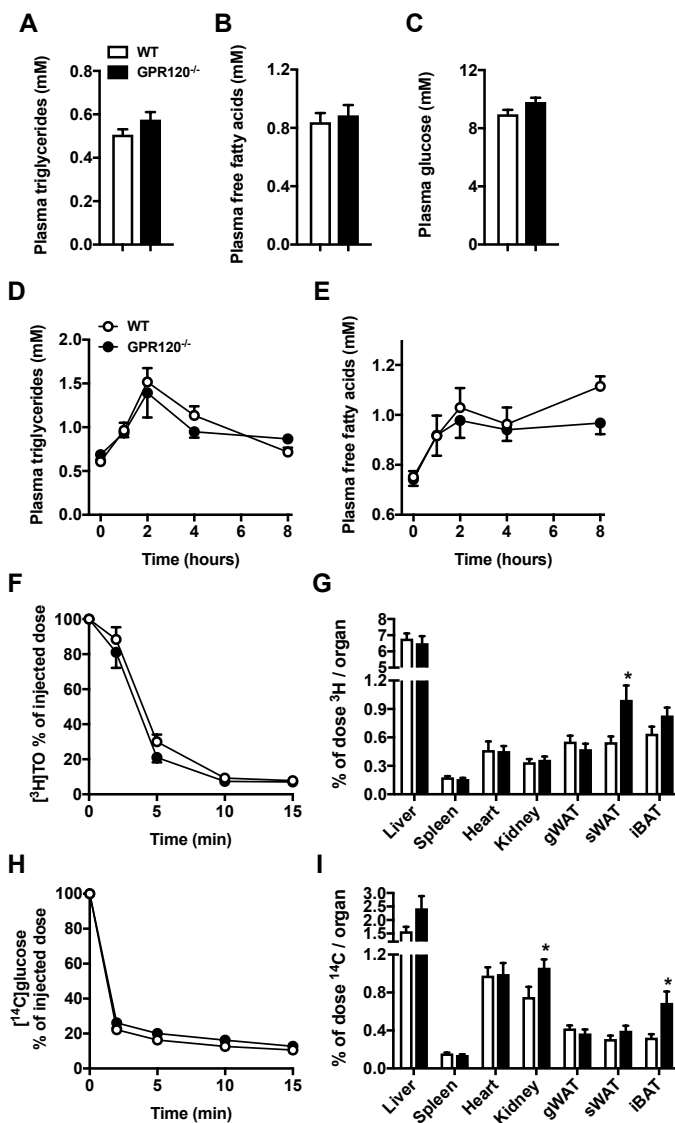 A
B
C
WT
GPR120-/-
Plasma triglycerides (mM)
0.8
0.6
0.4
0.2
0.0
Plasma free fatty acids (mM)
1.2
0.8
0.4
0.0
Plasma glucose (mM)
12
9
6
3
0
D
E
WT
GPR120-/-
Plasma triglycerides (mM)
2.0
1.5
1.0
0.5
0.0
0 2 4 6 8
Time (hours)
Plasma free fatty acids (mM)
1.2
1.0
0.8
0.6
0 2 4 6 8
Time (hours)
F
G
[³H]TO % of injected dose
100
80
60
40
20
0
0 5 10 15
Time (min)
% of dose ³H / organ
8
7
6
5
1.2
0.9
0.6
0.3
0.0
*
Liver
Spleen
Heart
Kidney
gWAT
sWAT
iBAT
H
I
[¹⁴C]glucose
% of injected dose
100
80
60
40
20
0
0 5 10 15
Time (min)
% of dose ¹⁴C / organ
3.0
2.5
2.0
1.5
1.2
0.8
0.4
0.0
*
*
Liver
Spleen
Heart
Kidney
gWAT
sWAT
iBAT